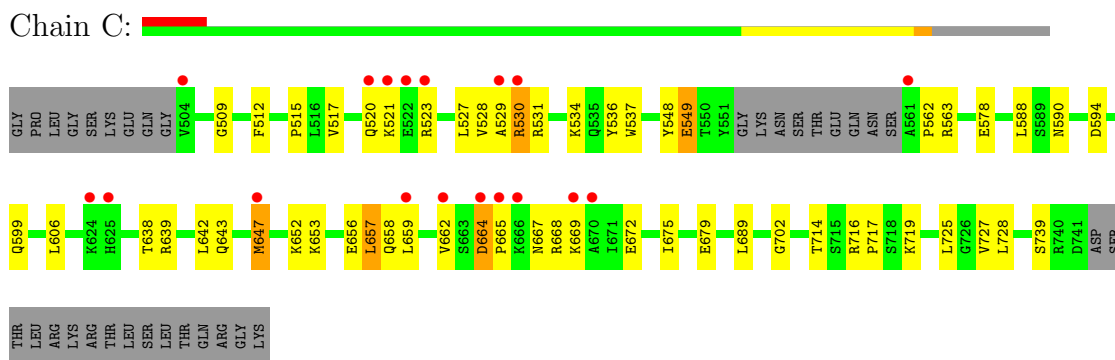 Chain C:
GLY PRO LEU GLY SER LYS GLU GLN GLY V504 G509 F512 P515 L516 V517 Q520 K521 E522 R523 L527 V528 A529 R530 R531 K534 Q535 Y536 W537 Y548 E549 T550 Y551 GLY LYS ASN SER THR GLU GLN ASN SER A561 P562 R563 E578 L588 S589 N590 D594
Q599 L606 K624 H625 T638 R639 L642 Q643 M647 K652 K653 E656 L657 Q658 L659 V662 S663 D664 P665 K666 N667 R668 K669 A670 I671 E672 I675 E679 L689 G702 T714 S715 R716 P717 S718 K719 L725 G726 V727 L728 S739 R740 D741 ASP SER
THR LEU ARG LYS ARG THR LEU SER LEU THR GLN ARG GLY LYS